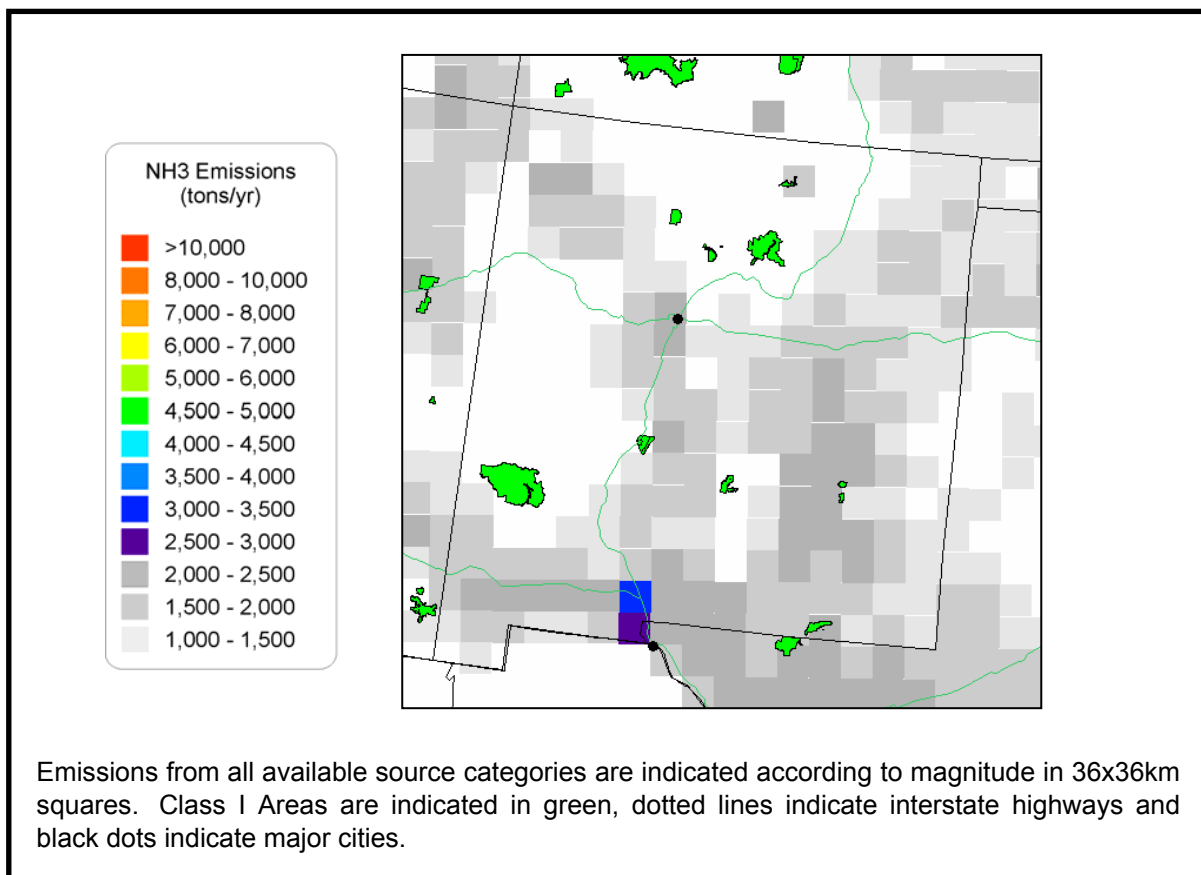 NH3 Emissions
(tons/yr)
>10,000
8,000 - 10,000
7,000 - 8,000
6,000 - 7,000
5,000 - 6,000
4,500 - 5,000
4,000 - 4,500
3,500 - 4,000
3,000 - 3,500
2,500 - 3,000
2,000 - 2,500
1,500 - 2,000
1,000 - 1,500
Emissions from all available source categories are indicated according to magnitude in 36x36km
squares. Class I Areas are indicated in green, dotted lines indicate interstate highways and
black dots indicate major cities.